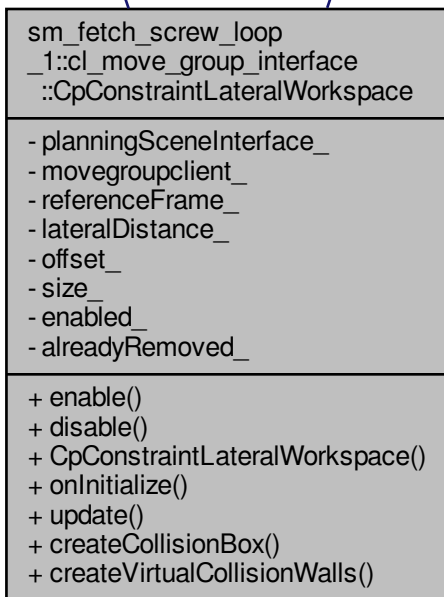 sm_fetch_screw_loop
_1::cl_move_group_interface
::CpConstraintLateralWorkspace
- planningSceneInterface_
- movegroupclient_
- referenceFrame_
- lateralDistance_
- offset_
- size_
- enabled_
- alreadyRemoved_
+ enable()
+ disable()
+ CpConstraintLateralWorkspace()
+ onInitialize()
+ update()
+ createCollisionBox()
+ createVirtualCollisionWalls()